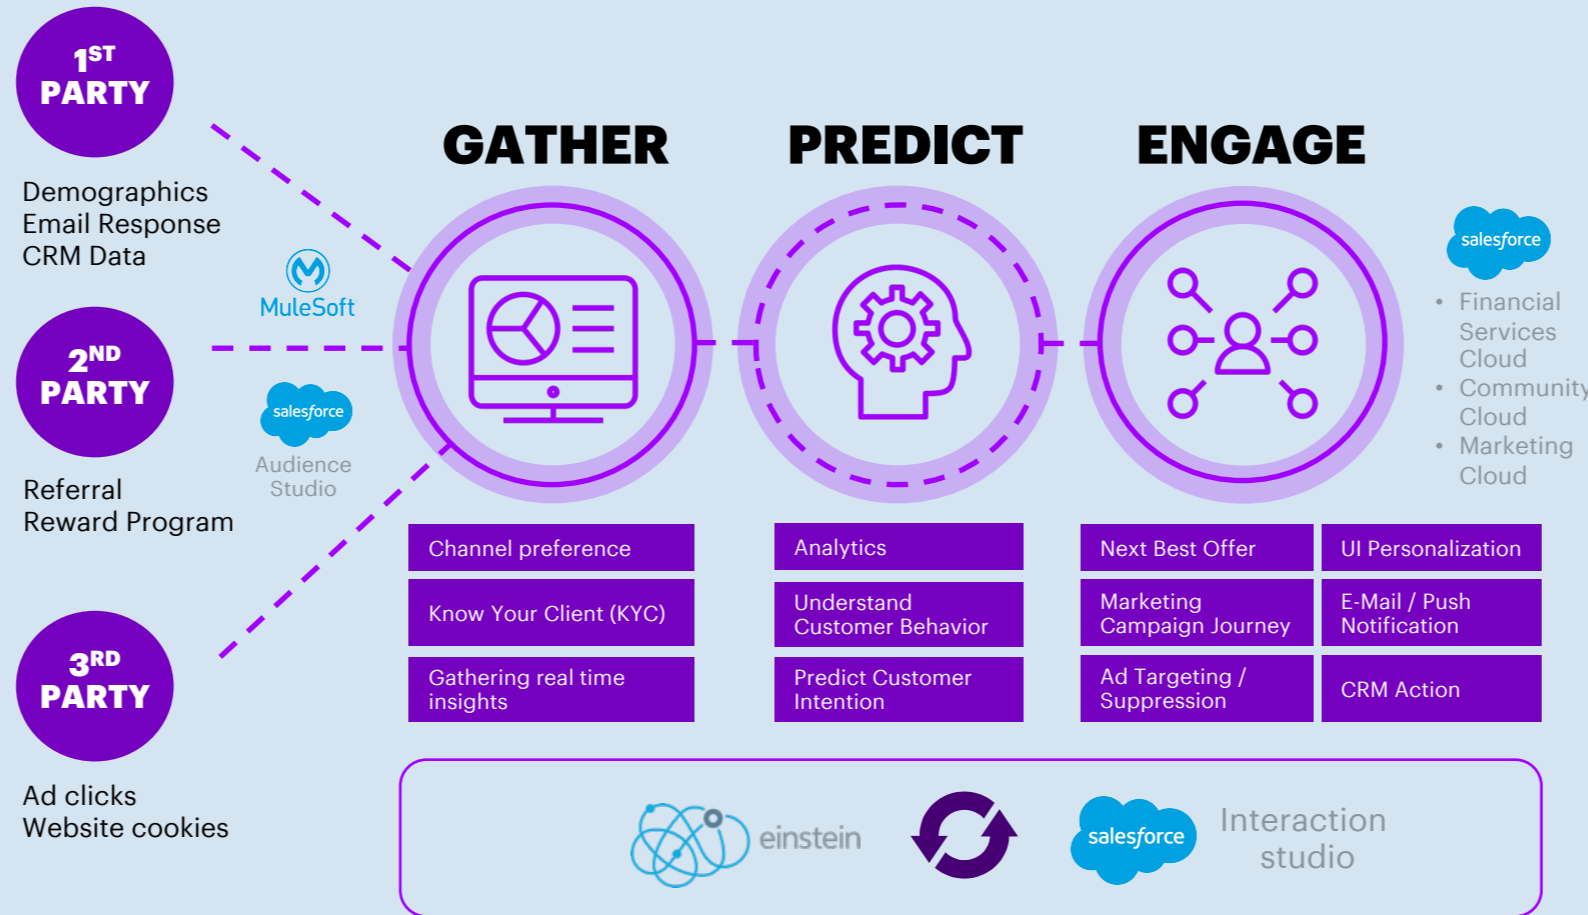 1ST
PARTY
Demographics
Email Response
CRM Data
2ND
PARTY
Referral
Reward Program
3RD
PARTY
Ad clicks
Website cookies
MuleSoft
salesforce
Audience
Studio
GATHER
Channel preference
Know Your Client (KYC)
Gathering real time
insights
PREDICT
Analytics
Understand
Customer Behavior
Predict Customer
Intention
ENGAGE
Next Best Offer
Marketing
Campaign Journey
Ad Targeting /
Suppression
UI Personalization
E-Mail / Push
Notification
CRM Action
salesforce
• Financial
Services
Cloud
• Community
Cloud
• Marketing
Cloud
einstein
salesforce
Interaction
studio